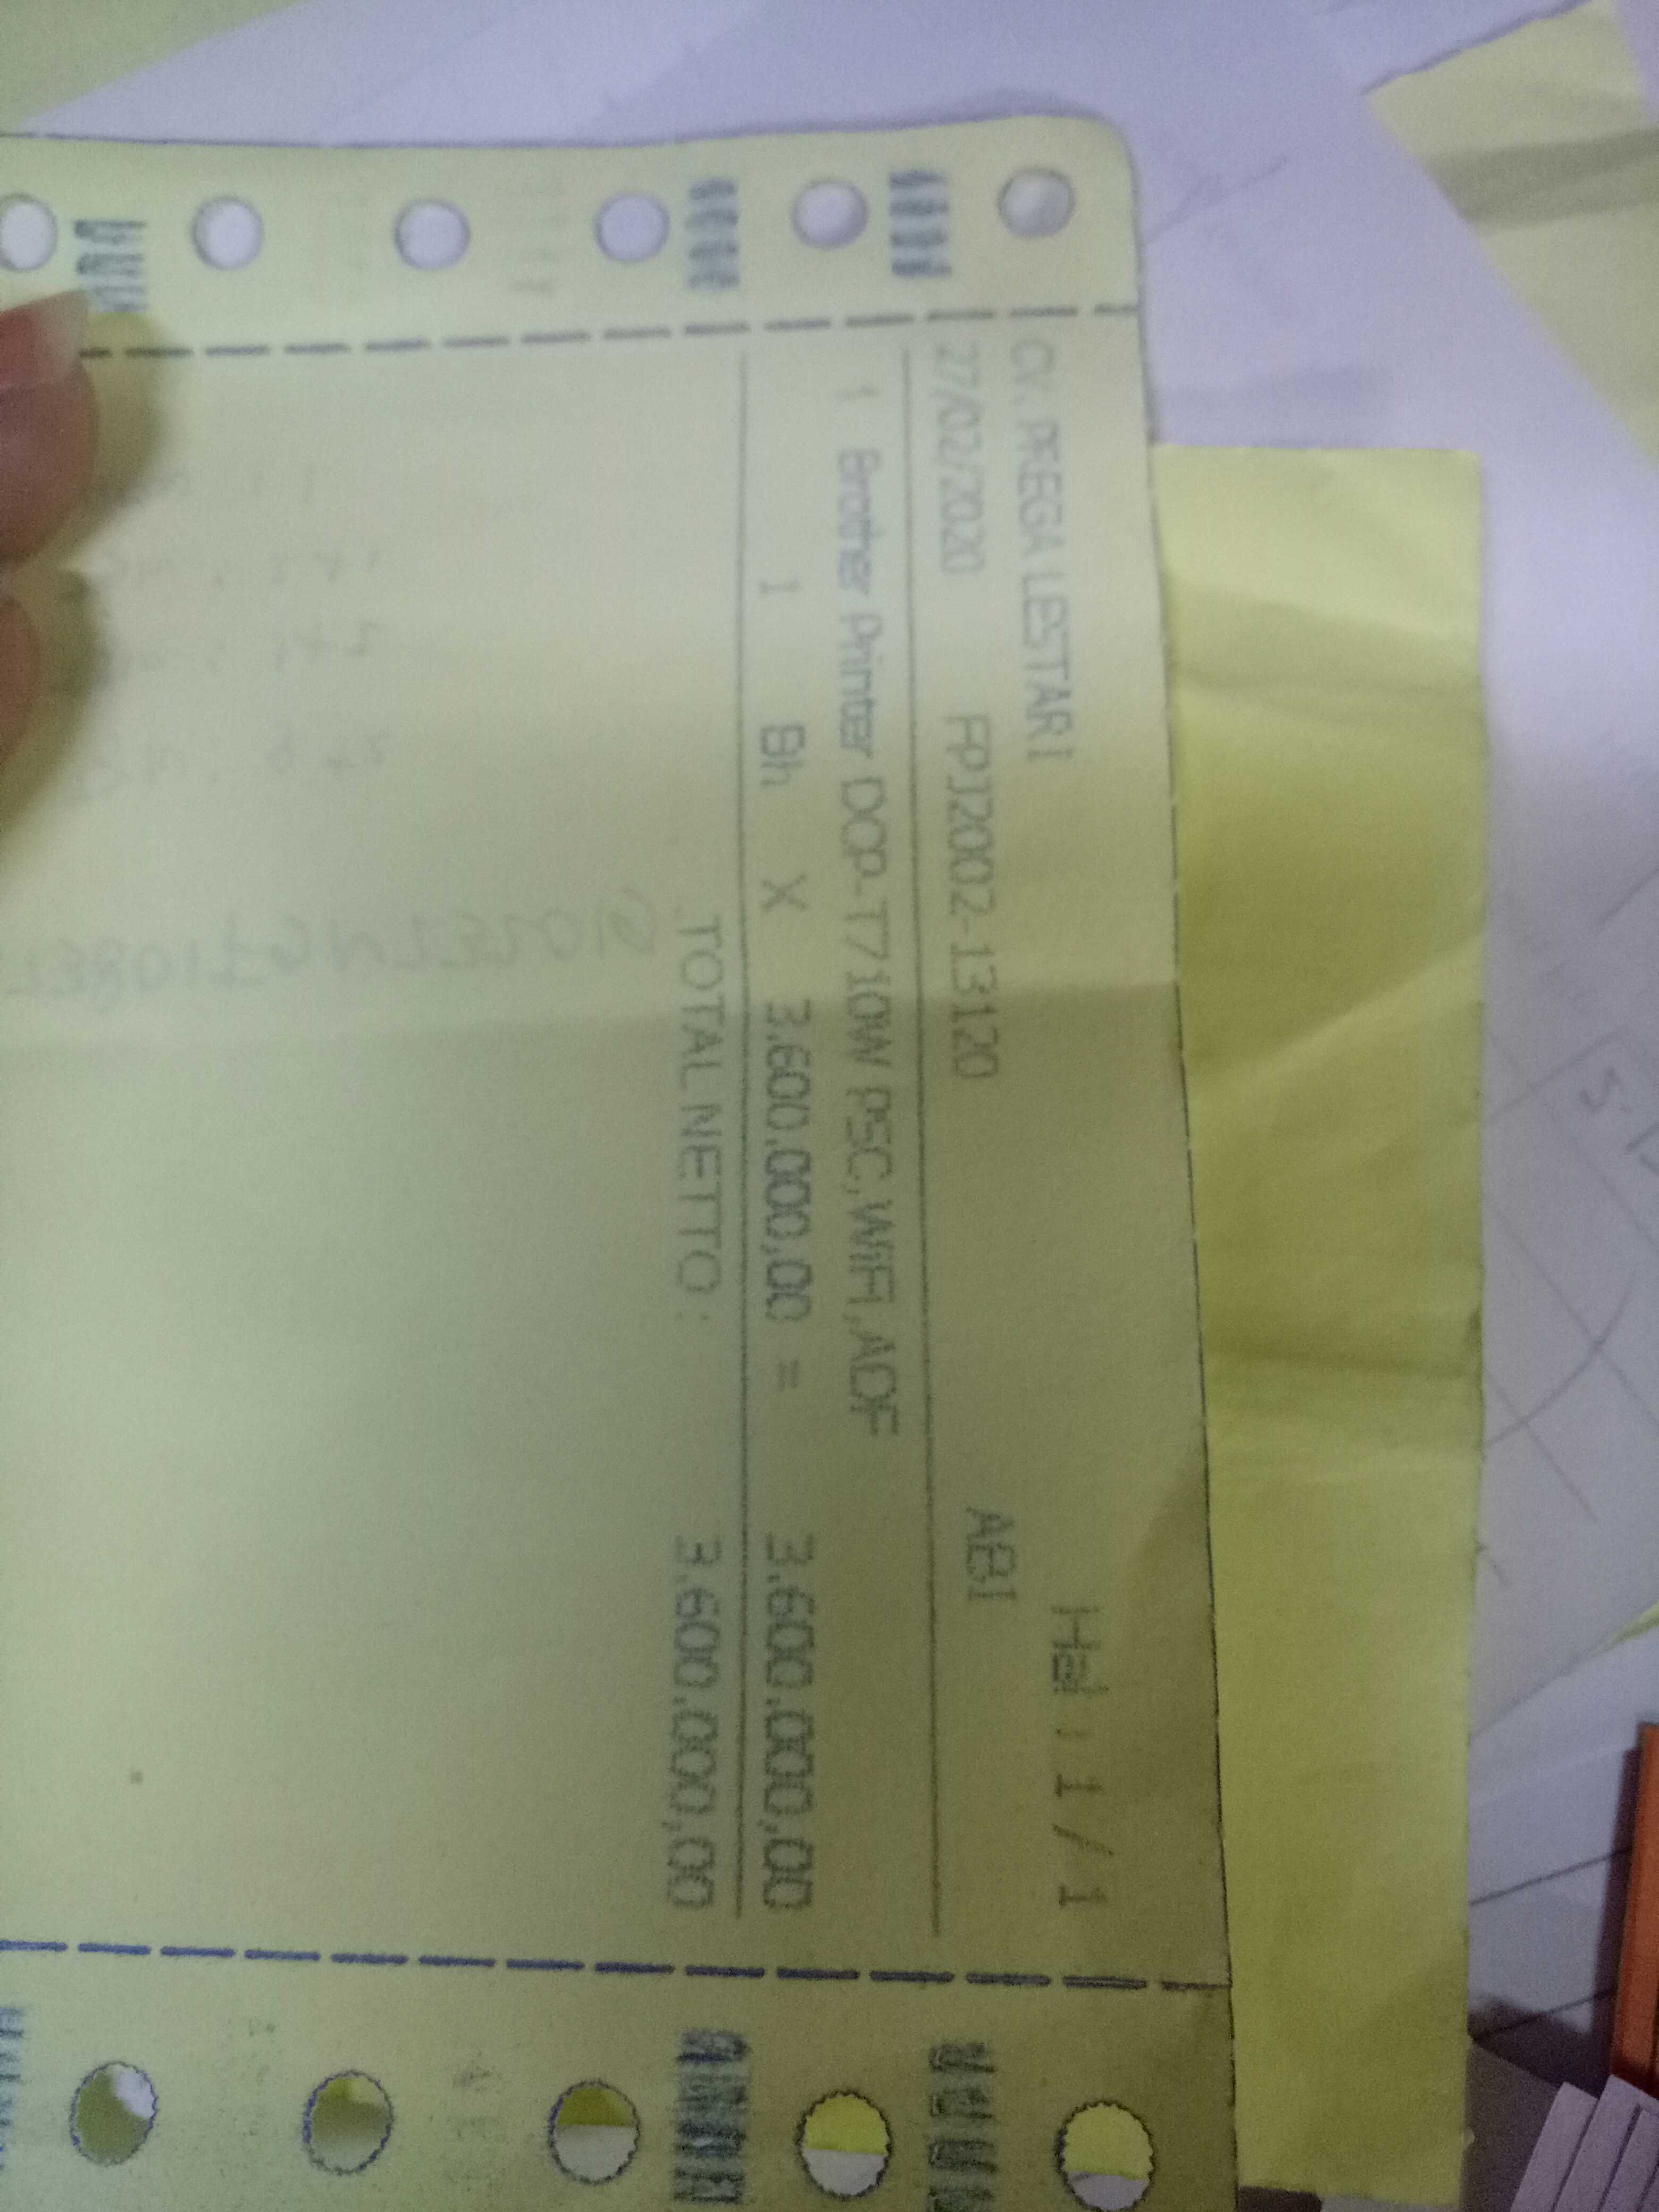 Hal : 1 / 1
CV. PREGA LESTARI
27/02/2020 FPJ2002-13120 ABI
1 Brother Printer DCP-T710W PSC,WIFI,ADF
1 Bh X 3.600.000,00 = 3.600.000,00
TOTAL NETTO : 3.600.000,00